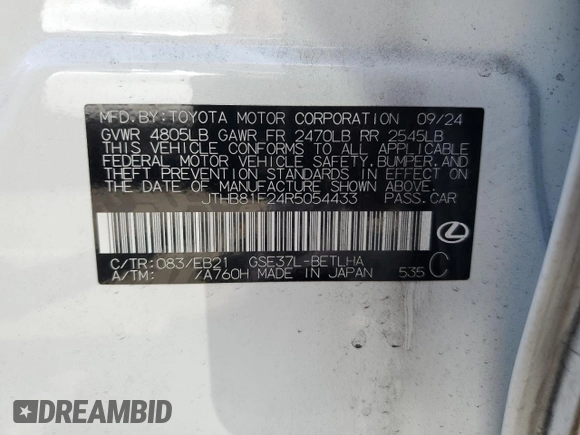 MFD.BY:TOYOTA MOTOR CORPORATION 09/24
GVWR 4805LB GAWR FR 2470LB RR 2545LB
THIS VEHICLE CONFORMS TO ALL APPLICABLE
FEDERAL MOTOR VEHICLE SAFETY,BUMPER,AND
THEFT PREVENTION STANDARDS IN EFFECT ON
THE DATE OF MANUFACTURE SHOWN ABOVE.
JTHB81F24R5054433 PASS.CAR
C/TR:083/EB21 GSE37L-BETLHA
A/TM: /A760H MADE IN JAPAN 535 C
DREAMBID